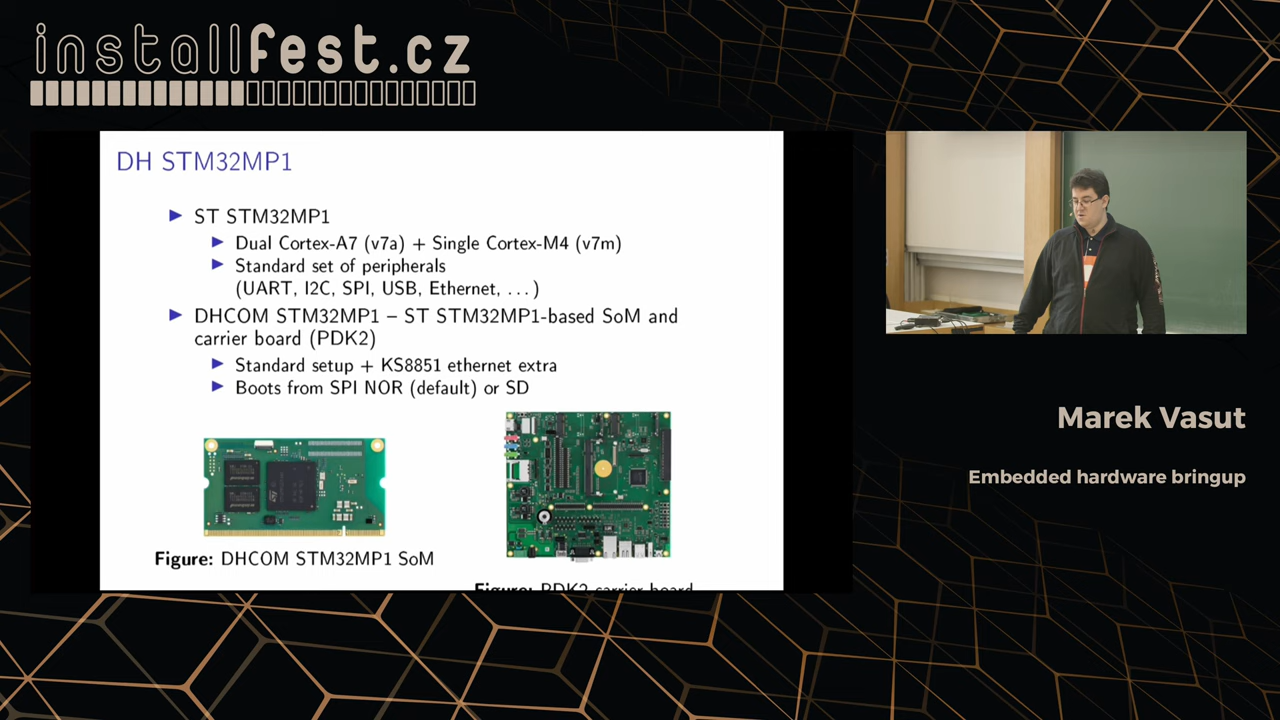 installfest.cz
DH STM32MP1
ST STM32MP1
Dual Cortex-A7 (v7a) + Single Cortex-M4 (v7m)
Standard set of peripherals
(UART, I2C, SPI, USB, Ethernet, ...)
DHCOM STM32MP1 – ST STM32MP1-based SoM and
carrier board (PDK2)
Standard setup + KS8851 ethernet extra
Boots from SPI NOR (default) or SD
Figure: DHCOM STM32MP1 SoM
Figure: PDK2 carrier board
Marek Vasut
Embedded hardware bringup